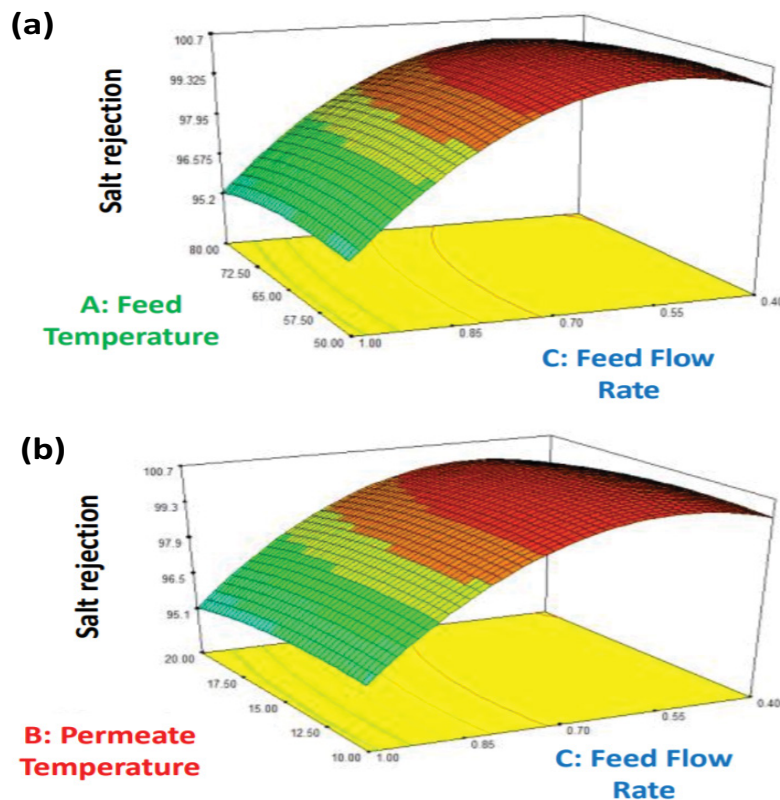 (a)
100.7
99.325
97.95
96.575
95.2
Salt rejection
80.00
72.50
65.00
57.50
50.00
1.00
0.85
0.70
0.55
0.40
A: Feed
Temperature
C: Feed Flow
Rate
(b)
100.7
99.3
97.9
96.5
95.1
Salt rejection
20.00
17.50
15.00
12.50
10.00
1.00
0.85
0.70
0.55
0.40
B: Permeate
Temperature
C: Feed Flow
Rate